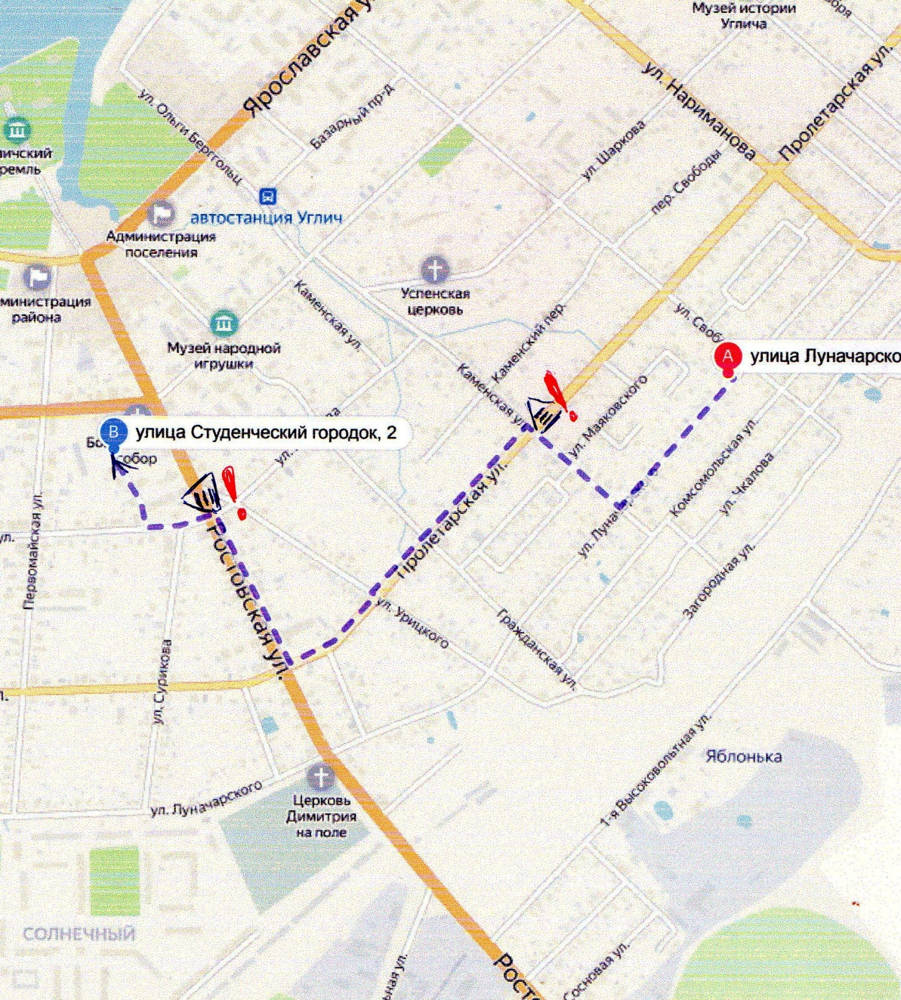 Музей истории
Углича
Ярославская у
ул. Нариманова
Пролетарская ул.
ул. Ольги Берггольц
Базарный пр-д
ул. Шаркова
пер. Свободы
ичский
ремль
автостанция Углич
Администрация
поселения
министрация
района
Успенская
церковь
Каменская ул.
Каменский пер.
ул. Своб
Музей народной
игрушки
A
улица Луначарско
Каменская ул.
ул. Маяковского
B
улица Студенческий городок, 2
собор
Комсомольская ул.
ул. Чкалова
Первомайская ул.
Ростовская ул.
Пролетарская ул.
ул. Луначарского
Загородная ул.
ул. Урицкого
Гражданская ул.
ул. Сурикова
1-я Высоковольтная ул.
Яблонька
ул. Луначарского
Церковь
Димитрия
на поле
СОЛНЕЧНЫЙ
Росто
Сосновая ул.
ьная ул.